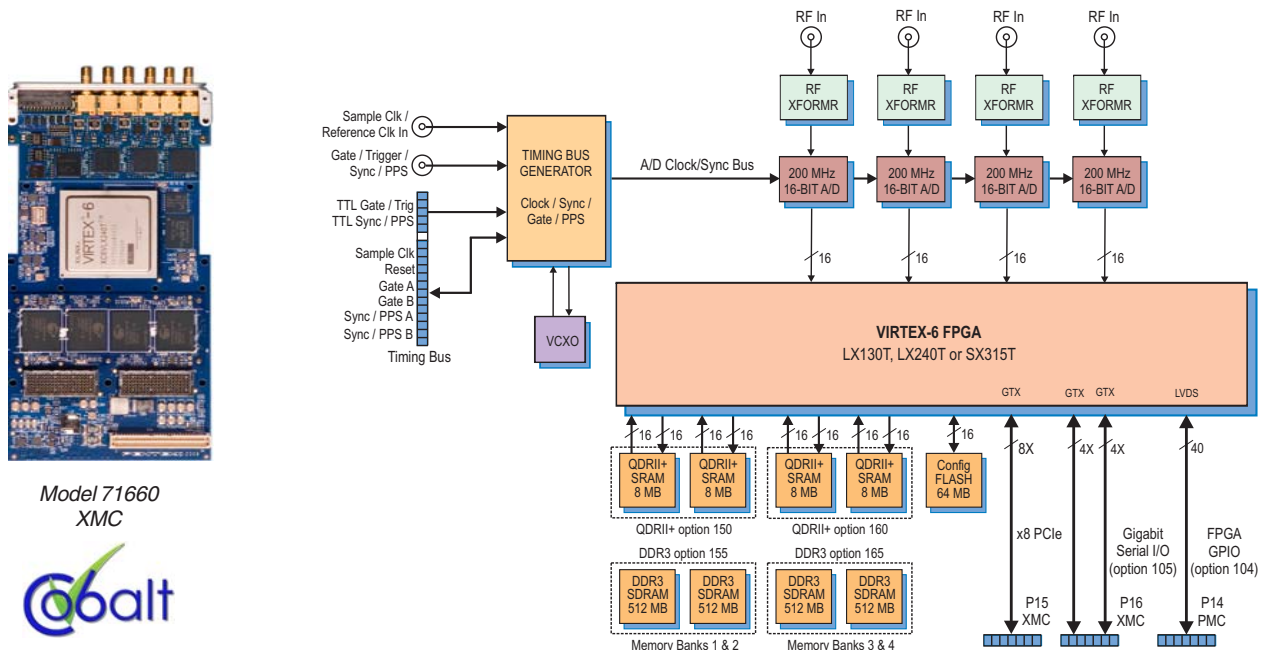 RF In
RF In
RF In
RF In
RF
XFORMR
RF
XFORMR
RF
XFORMR
RF
XFORMR
Sample Clk /
Reference Clk In
Gate / Trigger /
Sync / PPS
TTL Gate / Trig
TTL Sync / PPS
Sample Clk
Reset
Gate A
Gate B
Sync / PPS A
Sync / PPS B
Timing Bus
TIMING BUS
GENERATOR
Clock / Sync /
Gate / PPS
VCXO
A/D Clock/Sync Bus
200 MHz
16-BIT A/D
200 MHz
16-BIT A/D
200 MHz
16-BIT A/D
200 MHz
16-BIT A/D
16
16
16
16
VIRTEX-6 FPGA
LX130T, LX240T or SX315T
GTX
GTX
GTX
LVDS
16
16
16
16
16
16
16
16
16
8X
4X
4X
40
QDRII+
SRAM
8 MB
QDRII+
SRAM
8 MB
QDRII+
SRAM
8 MB
QDRII+
SRAM
8 MB
Config
FLASH
64 MB
QDRII+ option 150
QDRII+ option 160
DDR3 option 155
DDR3 option 165
DDR3
SDRAM
512 MB
DDR3
SDRAM
512 MB
DDR3
SDRAM
512 MB
DDR3
SDRAM
512 MB
Memory Banks 1 & 2
Memory Banks 3 & 4
x8 PCIe
Gigabit
Serial I/O
(option 105)
FPGA
GPIO
(option 104)
P15
XMC
P16
XMC
P14
PMC
VIRTEX-6
Model 71660
XMC
Cobalt